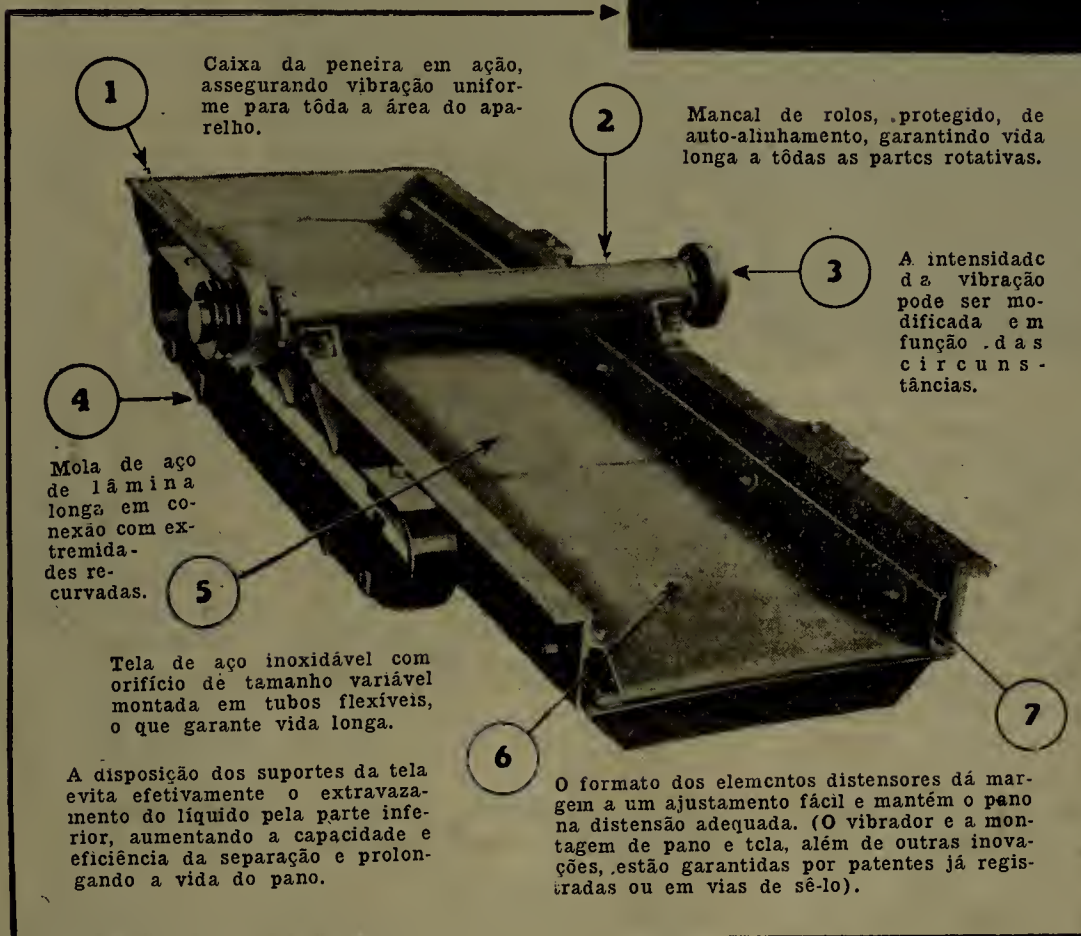 1
Caixa da peneira em ação,
assegurando vibração unifor-
me para tôda a área do apa-
relho.
2
Mancal de rolos, protegido, de
auto-alinhamento, garantindo vida
longa a tôdas as partes rotativas.
3
A intensidade
da vibração
pode ser mo-
dificada em
função das
circuns-
tâncias.
4
Mola de aço
de lâmina
longa em co-
nexão com ex-
tremida-
des re-
curvadas.
5
Tela de aço inoxidável com
orifício de tamanho variável
montada em tubos flexíveis,
o que garante vida longa.
A disposição dos suportes da tela
evita efetivamente o extravaza-
mento do líquido pela parte infe-
rior, aumentando a capacidade e
eficiência da separação e prolon-
gando a vida do pano.
6
7
O formato dos elementos distensores dá mar-
gem a um ajustamento fácil e mantém o pano
na distensão adequada. (O vibrador e a mon-
tagem de pano e tela, além de outras inova-
ções, estão garantidas por patentes já regis-
tradas ou em vias de sê-lo).